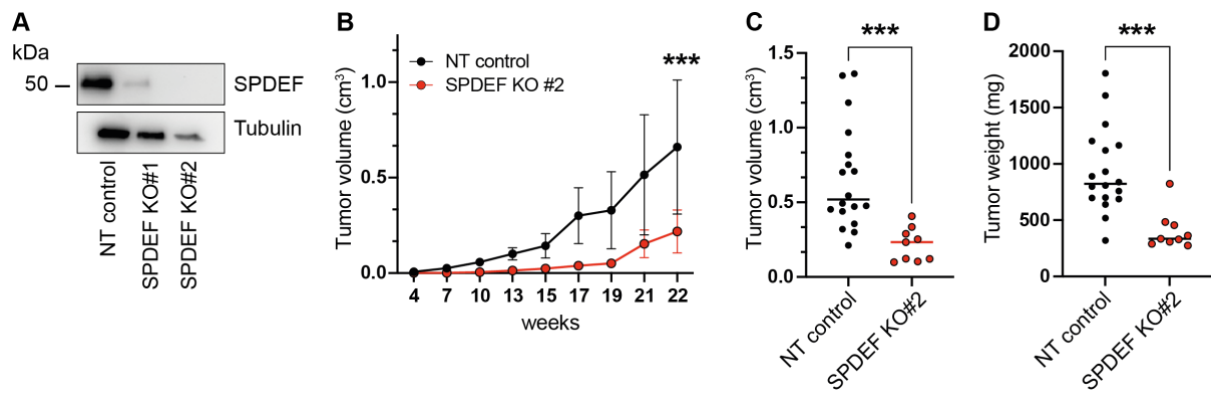 A
kDa
50
SPDEF
Tubulin
NT control
SPDEF KO#1
SPDEF KO#2
B
NT control
SPDEF KO #2
***
Tumor volume (cm³)
1.0
0.5
0.0
4 7 10 13 15 17 19 21 22
weeks
C
***
Tumor volume (cm³)
1.5
1.0
0.5
0.0
NT control
SPDEF KO#2
D
***
Tumor weight (mg)
2000
1500
1000
500
0
NT control
SPDEF KO#2